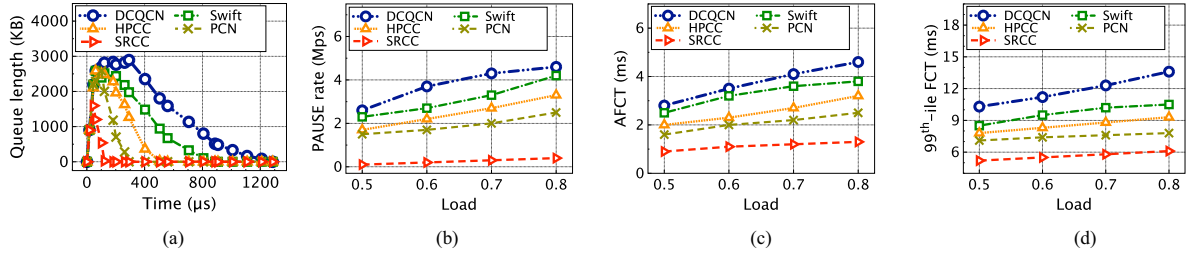 DCQCN Swift
HPCC PCN
SRCC
Queue length (KB)
4000
3000
2000
1000
0
0 400 800 1200
Time (μs)
(a)
DCQCN Swift
HPCC PCN
SRCC
PAUSE rate (Mps)
6
4
2
0
0.5 0.6 0.7 0.8
Load
(b)
DCQCN Swift
HPCC PCN
SRCC
AFCT (ms)
6
4
2
0
0.5 0.6 0.7 0.8
Load
(c)
DCQCN Swift
HPCC PCN
SRCC
99th-ile FCT (ms)
18
15
12
9
6
0.5 0.6 0.7 0.8
Load
(d)